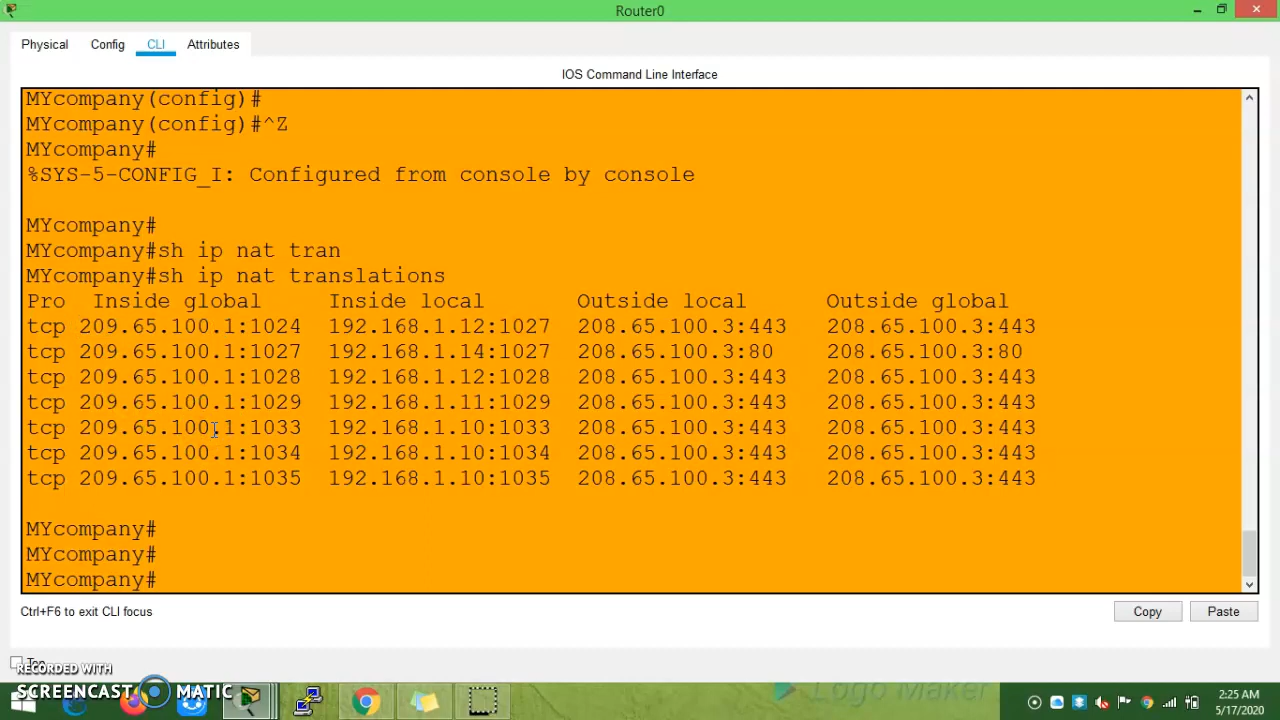 Router0
Physical Config CLI Attributes
IOS Command Line Interface
MYcompany(config)#
MYcompany(config)#^Z
MYcompany#
%SYS-5-CONFIG_I: Configured from console by console
MYcompany#
MYcompany#sh ip nat tran
MYcompany#sh ip nat translations
Pro Inside global Inside local Outside local Outside global
tcp 209.65.100.1:1024 192.168.1.12:1027 208.65.100.3:443 208.65.100.3:443
tcp 209.65.100.1:1027 192.168.1.14:1027 208.65.100.3:80 208.65.100.3:80
tcp 209.65.100.1:1028 192.168.1.12:1028 208.65.100.3:443 208.65.100.3:443
tcp 209.65.100.1:1029 192.168.1.11:1029 208.65.100.3:443 208.65.100.3:443
tcp 209.65.100.1:1033 192.168.1.10:1033 208.65.100.3:443 208.65.100.3:443
tcp 209.65.100.1:1034 192.168.1.10:1034 208.65.100.3:443 208.65.100.3:443
tcp 209.65.100.1:1035 192.168.1.10:1035 208.65.100.3:443 208.65.100.3:443
MYcompany#
MYcompany#
MYcompany#
Ctrl+F6 to exit CLI focus
Copy Paste
Top
RECORDED WITH
SCREENCAST MATIC
Logo Maker
2:25 AM
5/17/2020